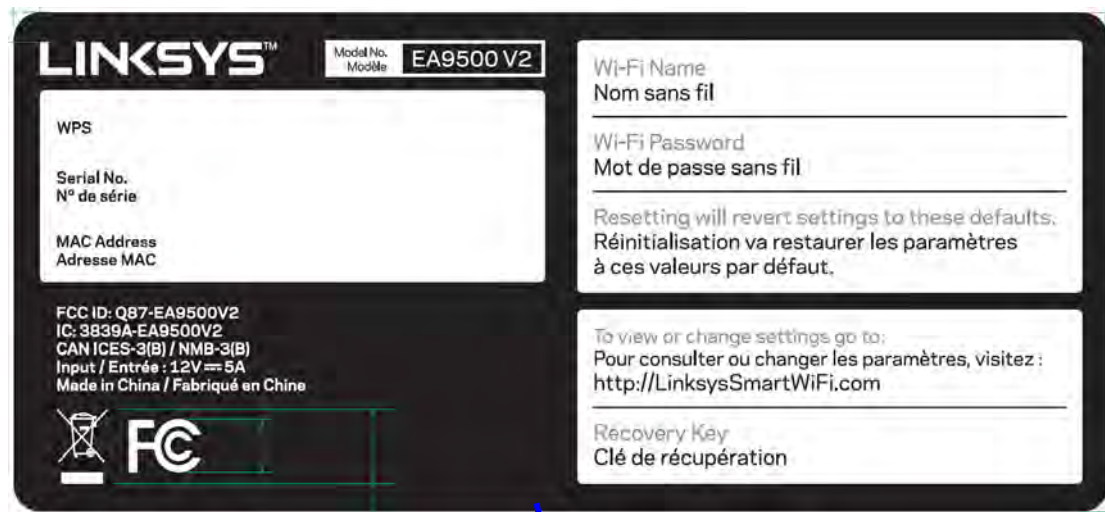 LINKSYS™
Model No.
Modèle
EA9500 V2
WPS
Serial No.
N° de série
MAC Address
Adresse MAC
FCC ID: Q87-EA9500V2
IC: 3839A-EA9500V2
CAN ICES-3(B) / NMB-3(B)
Input / Entrée : 12V⎓5A
Made in China / Fabriqué en Chine
FC
Wi-Fi Name
Nom sans fil
Wi-Fi Password
Mot de passe sans fil
Resetting will revert settings to these defaults.
Réinitialisation va restaurer les paramètres
à ces valeurs par défaut.
To view or change settings go to:
Pour consulter ou changer les paramètres, visitez :
http://LinksysSmartWiFi.com
Recovery Key
Clé de récupération